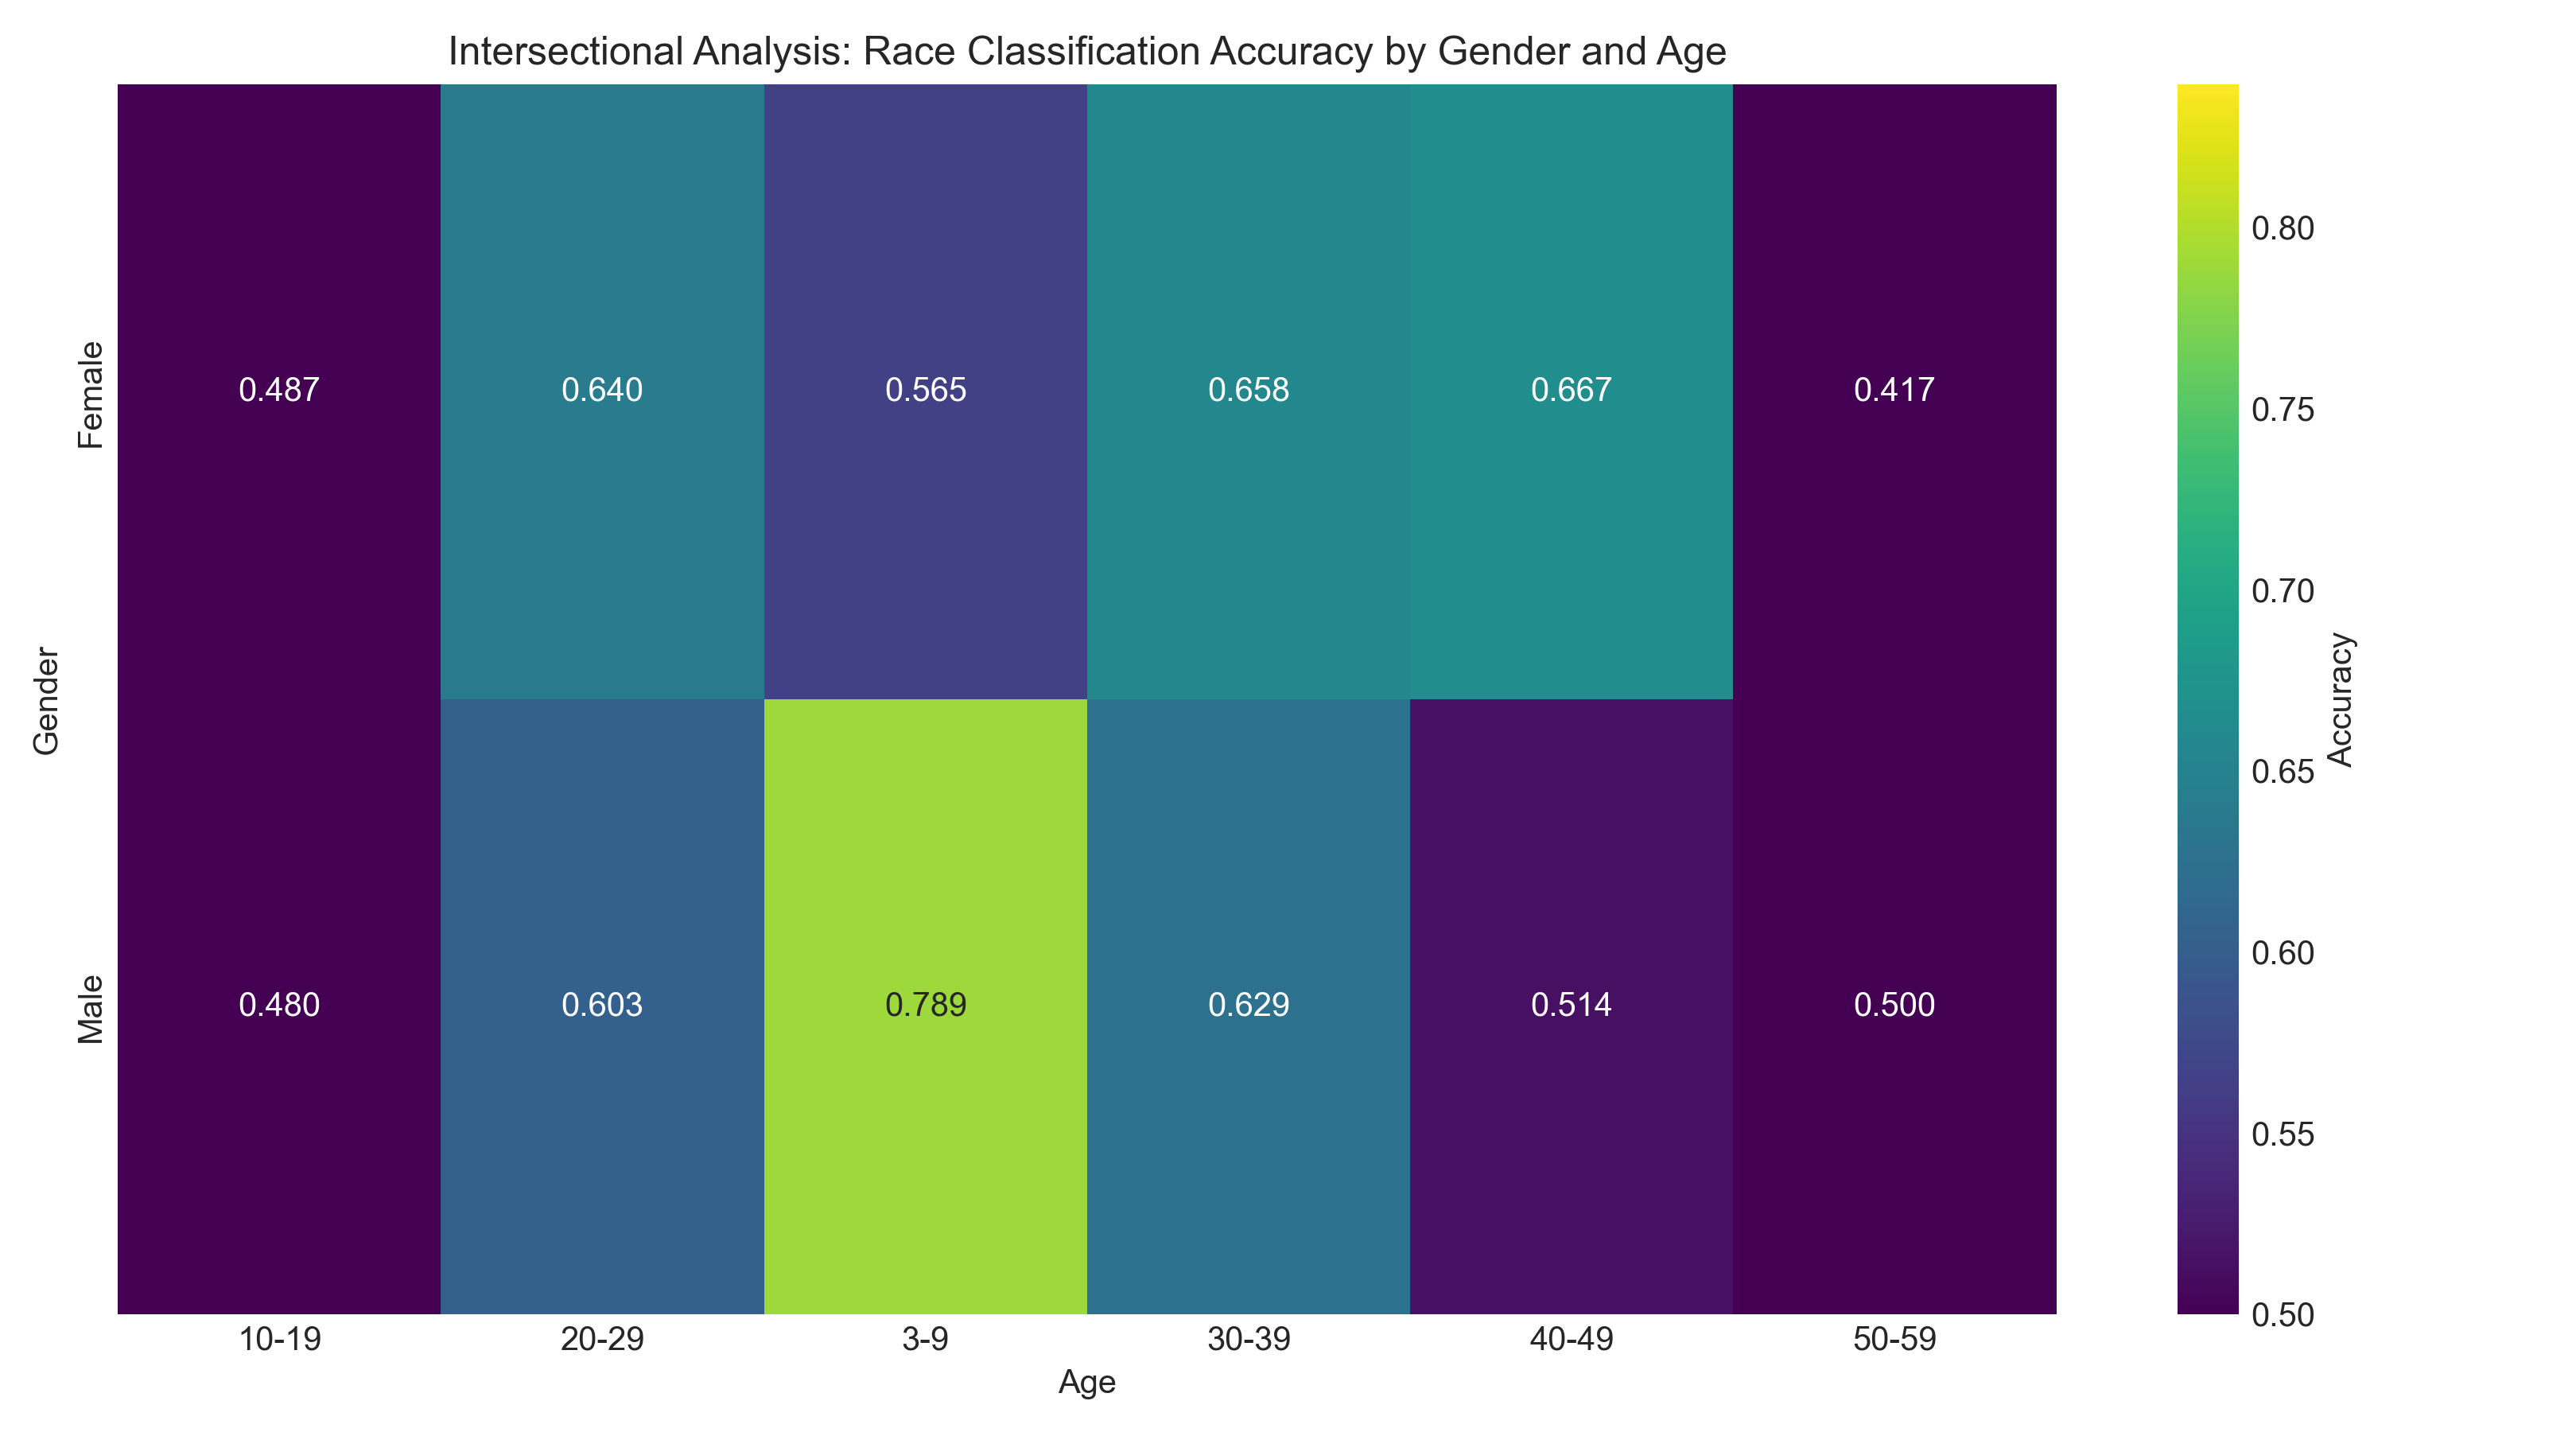 Intersectional Analysis: Race Classification Accuracy by Gender and Age
Gender
Female
0.487 0.640 0.565 0.658 0.667 0.417
Male
0.480 0.603 0.789 0.629 0.514 0.500
10-19 20-29 3-9 30-39 40-49 50-59
Age
0.80
0.75
0.70
0.65
0.60
0.55
0.50
Accuracy